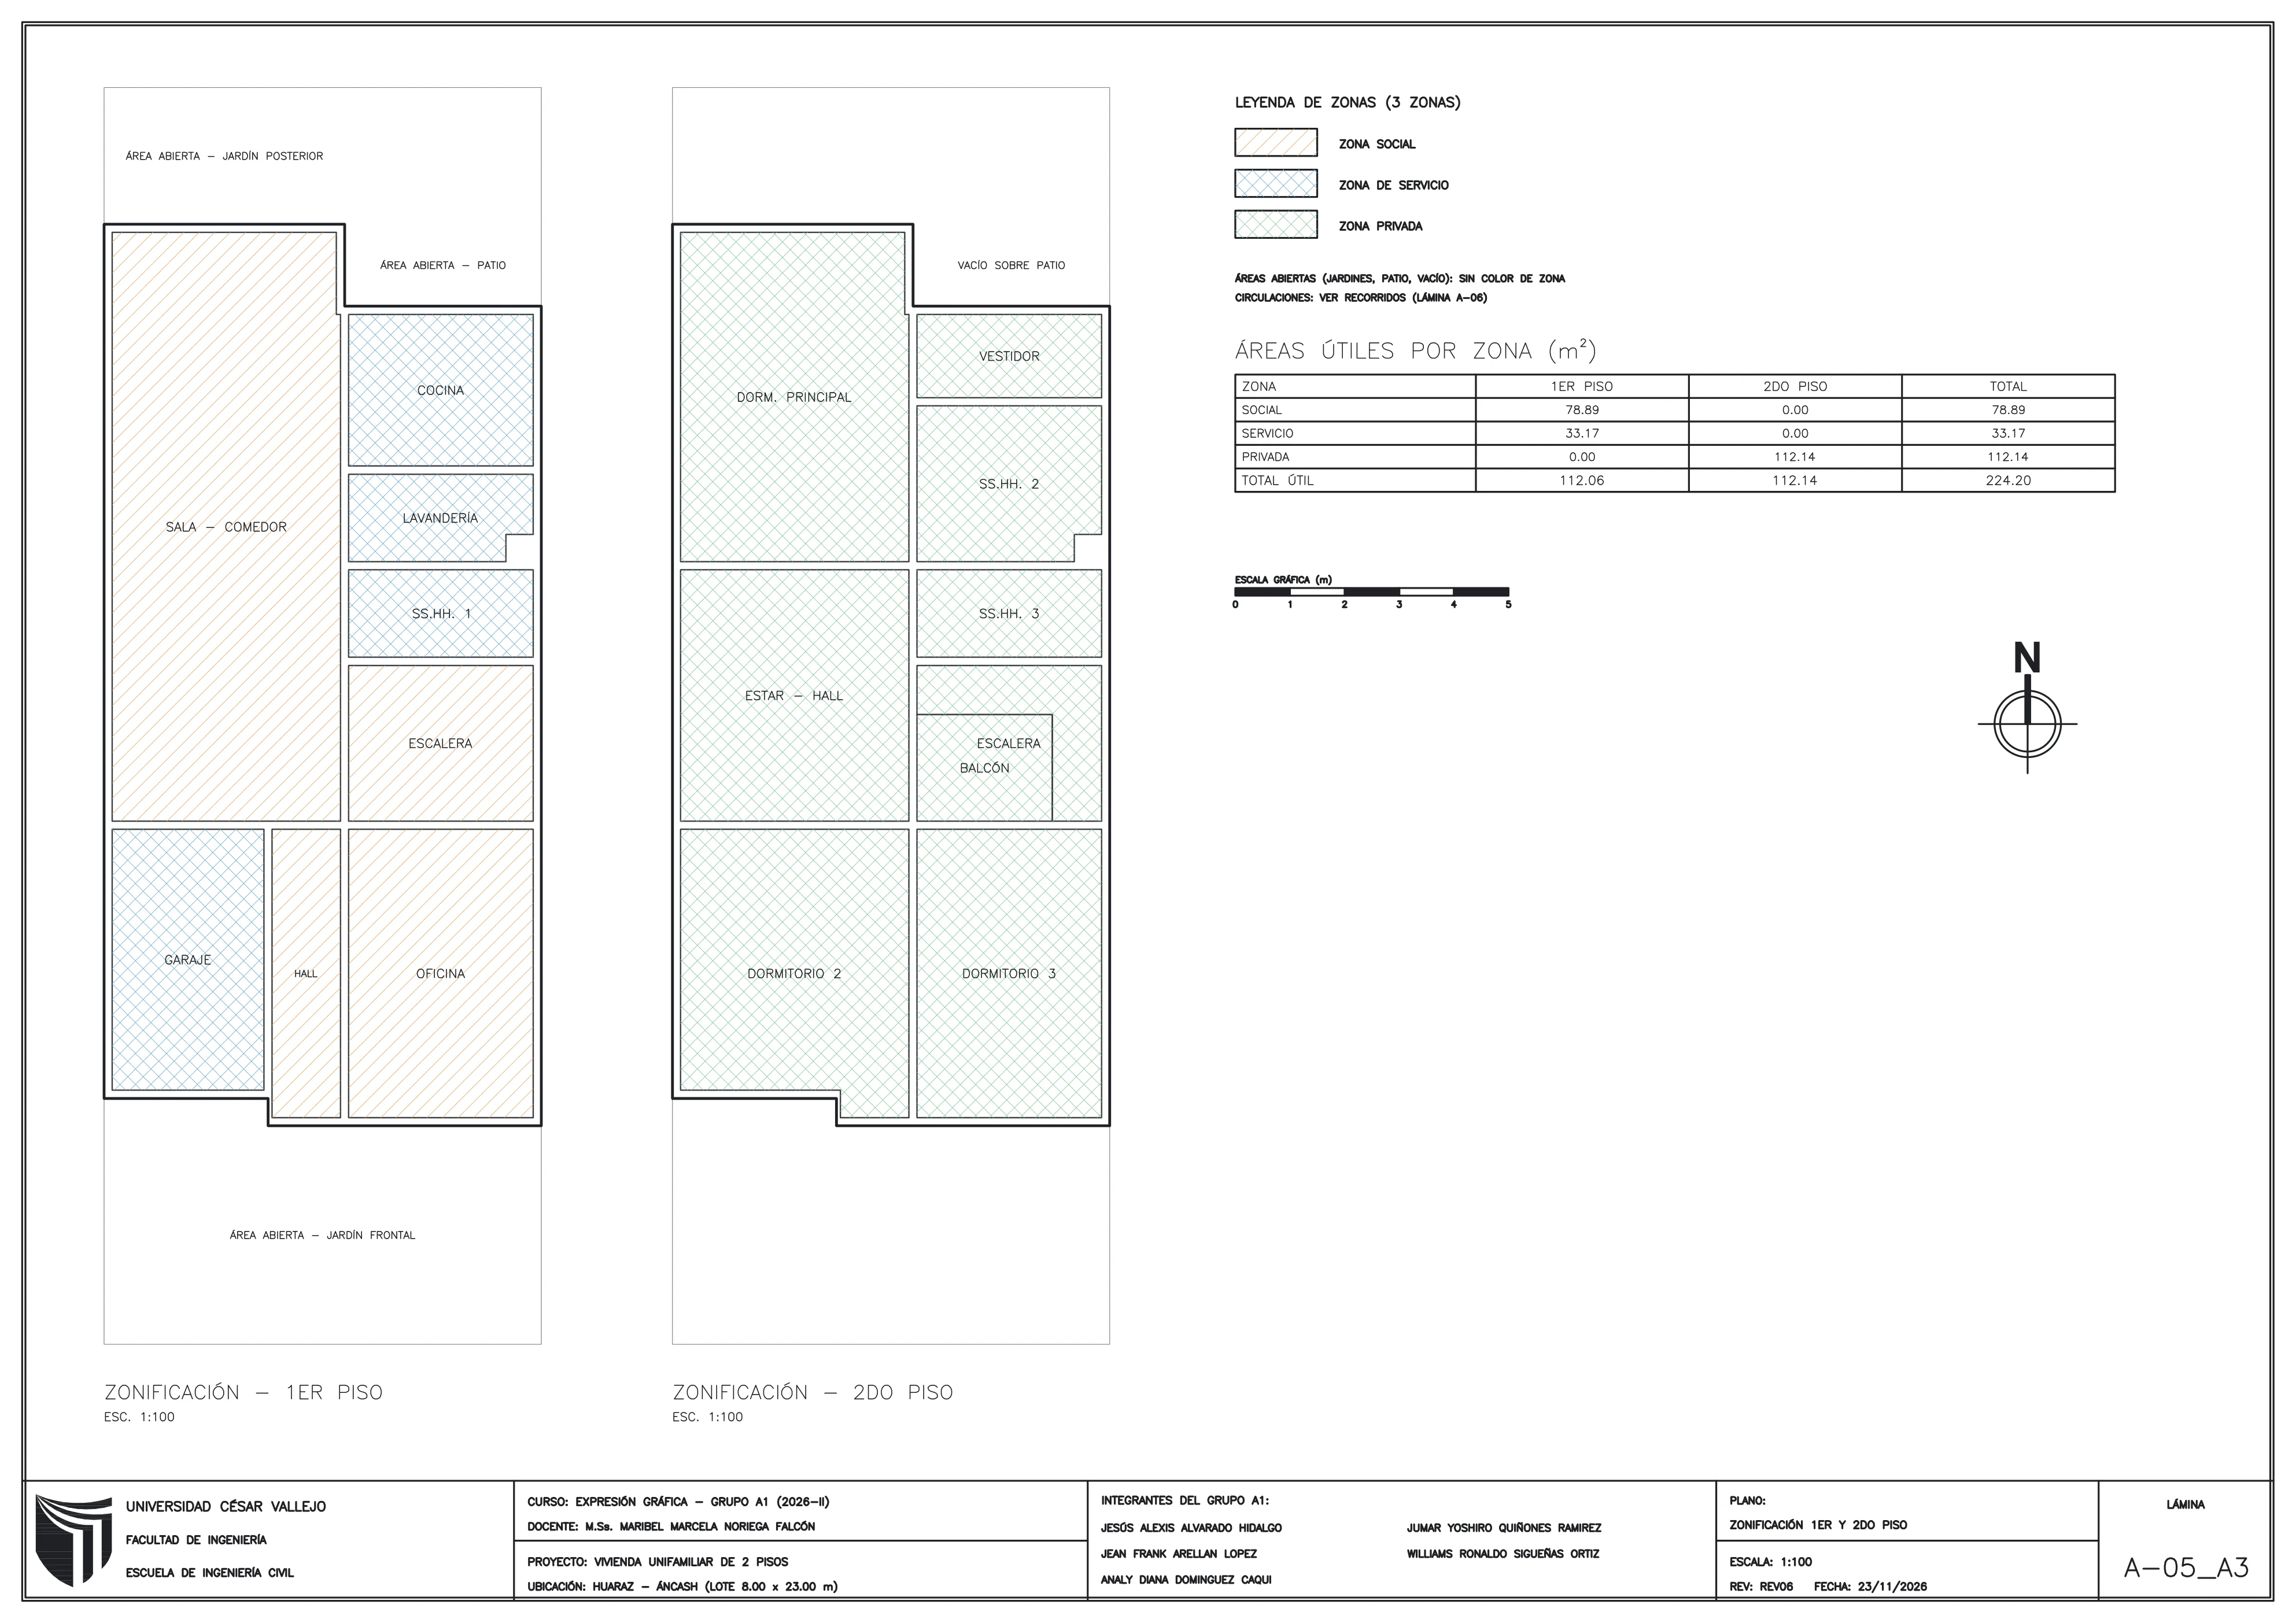 ÁREA ABIERTA – JARDÍN POSTERIOR
ÁREA ABIERTA – PATIO
COCINA
LAVANDERÍA
SALA – COMEDOR
SS.HH. 1
ESCALERA
GARAJE
HALL
OFICINA
ÁREA ABIERTA – JARDÍN FRONTAL
ZONIFICACIÓN – 1ER PISO
ESC. 1:100
VACÍO SOBRE PATIO
VESTIDOR
DORM. PRINCIPAL
SS.HH. 2
SS.HH. 3
ESTAR – HALL
ESCALERA
BALCÓN
DORMITORIO 2
DORMITORIO 3
ZONIFICACIÓN – 2DO PISO
ESC. 1:100
LEYENDA DE ZONAS (3 ZONAS)
ZONA SOCIAL
ZONA DE SERVICIO
ZONA PRIVADA
ÁREAS ABIERTAS (JARDINES, PATIO, VACÍO): SIN COLOR DE ZONA
CIRCULACIONES: VER RECORRIDOS (LÁMINA A–06)
ÁREAS ÚTILES POR ZONA (m²)
ZONA 1ER PISO 2DO PISO TOTAL
SOCIAL 78.89 0.00 78.89
SERVICIO 33.17 0.00 33.17
PRIVADA 0.00 112.14 112.14
TOTAL ÚTIL 112.06 112.14 224.20
ESCALA GRÁFICA (m)
0 1 2 3 4 5
N
UNIVERSIDAD CÉSAR VALLEJO
FACULTAD DE INGENIERÍA
ESCUELA DE INGENIERÍA CIVIL
CURSO: EXPRESIÓN GRÁFICA – GRUPO A1 (2026–II)
DOCENTE: M.Ss. MARIBEL MARCELA NORIEGA FALCÓN
PROYECTO: VIVIENDA UNIFAMILIAR DE 2 PISOS
UBICACIÓN: HUARAZ – ÁNCASH (LOTE 8.00 x 23.00 m)
INTEGRANTES DEL GRUPO A1:
JESÚS ALEXIS ALVARADO HIDALGO
JEAN FRANK ARELLAN LOPEZ
ANALY DIANA DOMINGUEZ CAQUI
JUMAR YOSHIRO QUIÑONES RAMIREZ
WILLIAMS RONALDO SIGUEÑAS ORTIZ
PLANO:
ZONIFICACIÓN 1ER Y 2DO PISO
ESCALA: 1:100
REV: REV06 FECHA: 23/11/2026
LÁMINA
A–05_A3